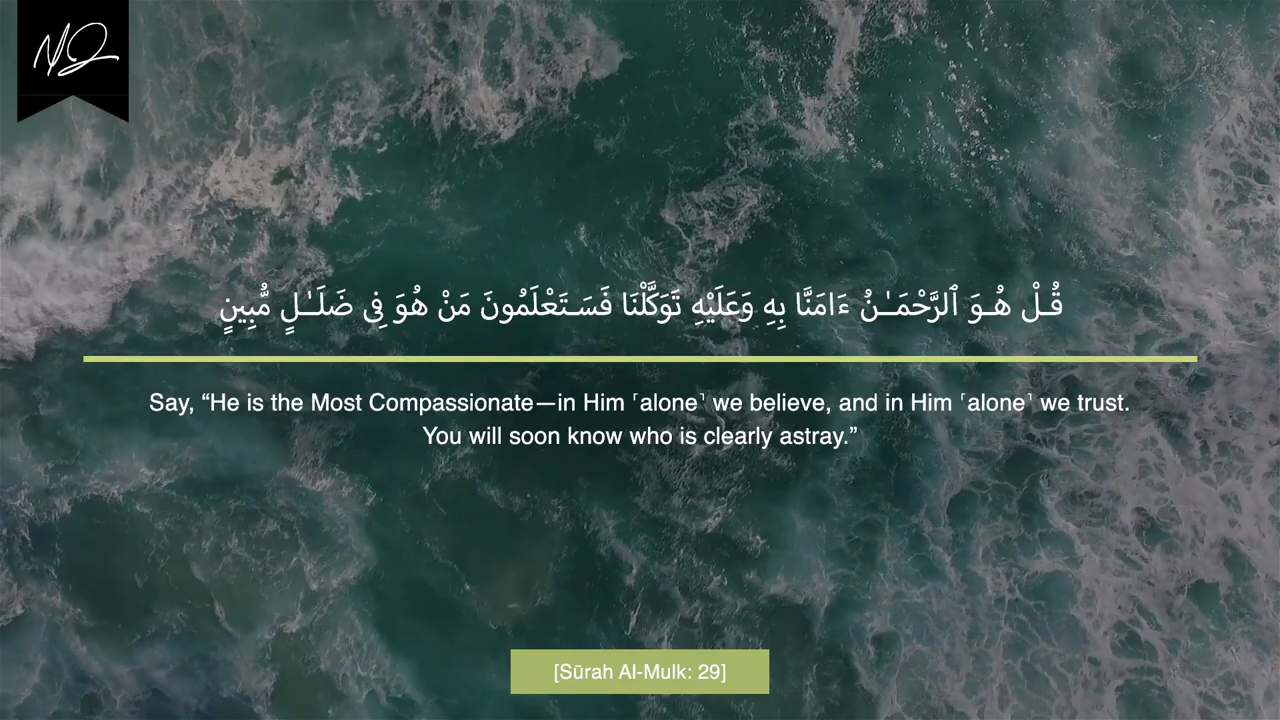 قُلْ هُوَ ٱلرَّحْمَـٰنُ ءَامَنَّا بِهِ وَعَلَيْهِ تَوَكَّلْنَا فَسَتَعْلَمُونَ مَنْ هُوَ فِى ضَلَـٰلٍ مُّبِينٍ
Say, “He is the Most Compassionate—in Him ˹alone˺ we believe, and in Him ˹alone˺ we trust.
You will soon know who is clearly astray.”
[Sūrah Al-Mulk: 29]